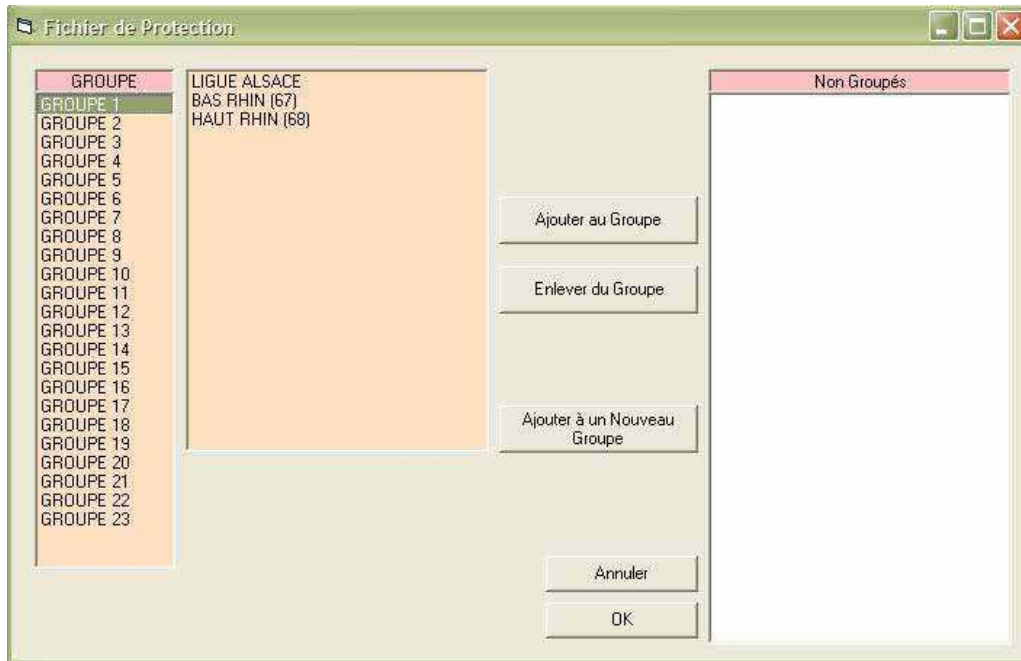 Fichier de Protection
GROUPE
GROUPE 1
GROUPE 2
GROUPE 3
GROUPE 4
GROUPE 5
GROUPE 6
GROUPE 7
GROUPE 8
GROUPE 9
GROUPE 10
GROUPE 11
GROUPE 12
GROUPE 13
GROUPE 14
GROUPE 15
GROUPE 16
GROUPE 17
GROUPE 18
GROUPE 19
GROUPE 20
GROUPE 21
GROUPE 22
GROUPE 23
LIGUE ALSACE
BAS RHIN (67)
HAUT RHIN (68)
Ajouter au Groupe
Enlever du Groupe
Ajouter à un Nouveau
Groupe
Annuler
OK
Non Groupés